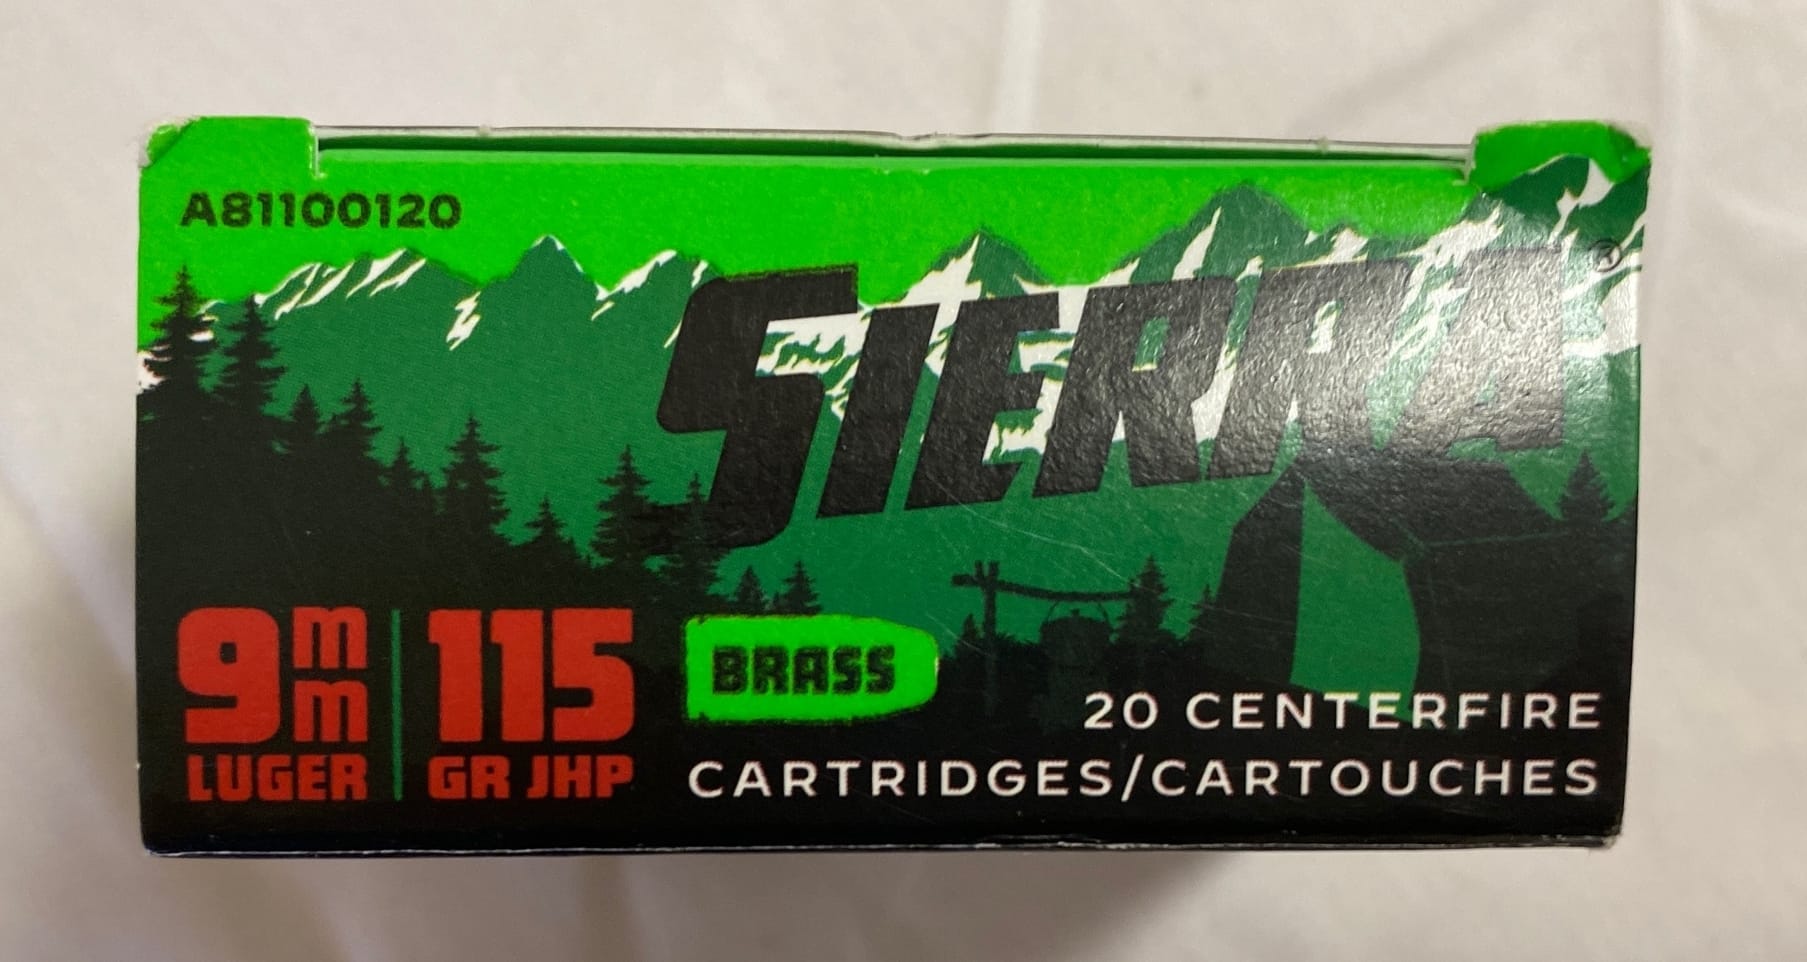 A81100120
SIERRA®
9mm LUGER
115 GR JHP
BRASS
20 CENTERFIRE
CARTRIDGES/CARTOUCHES